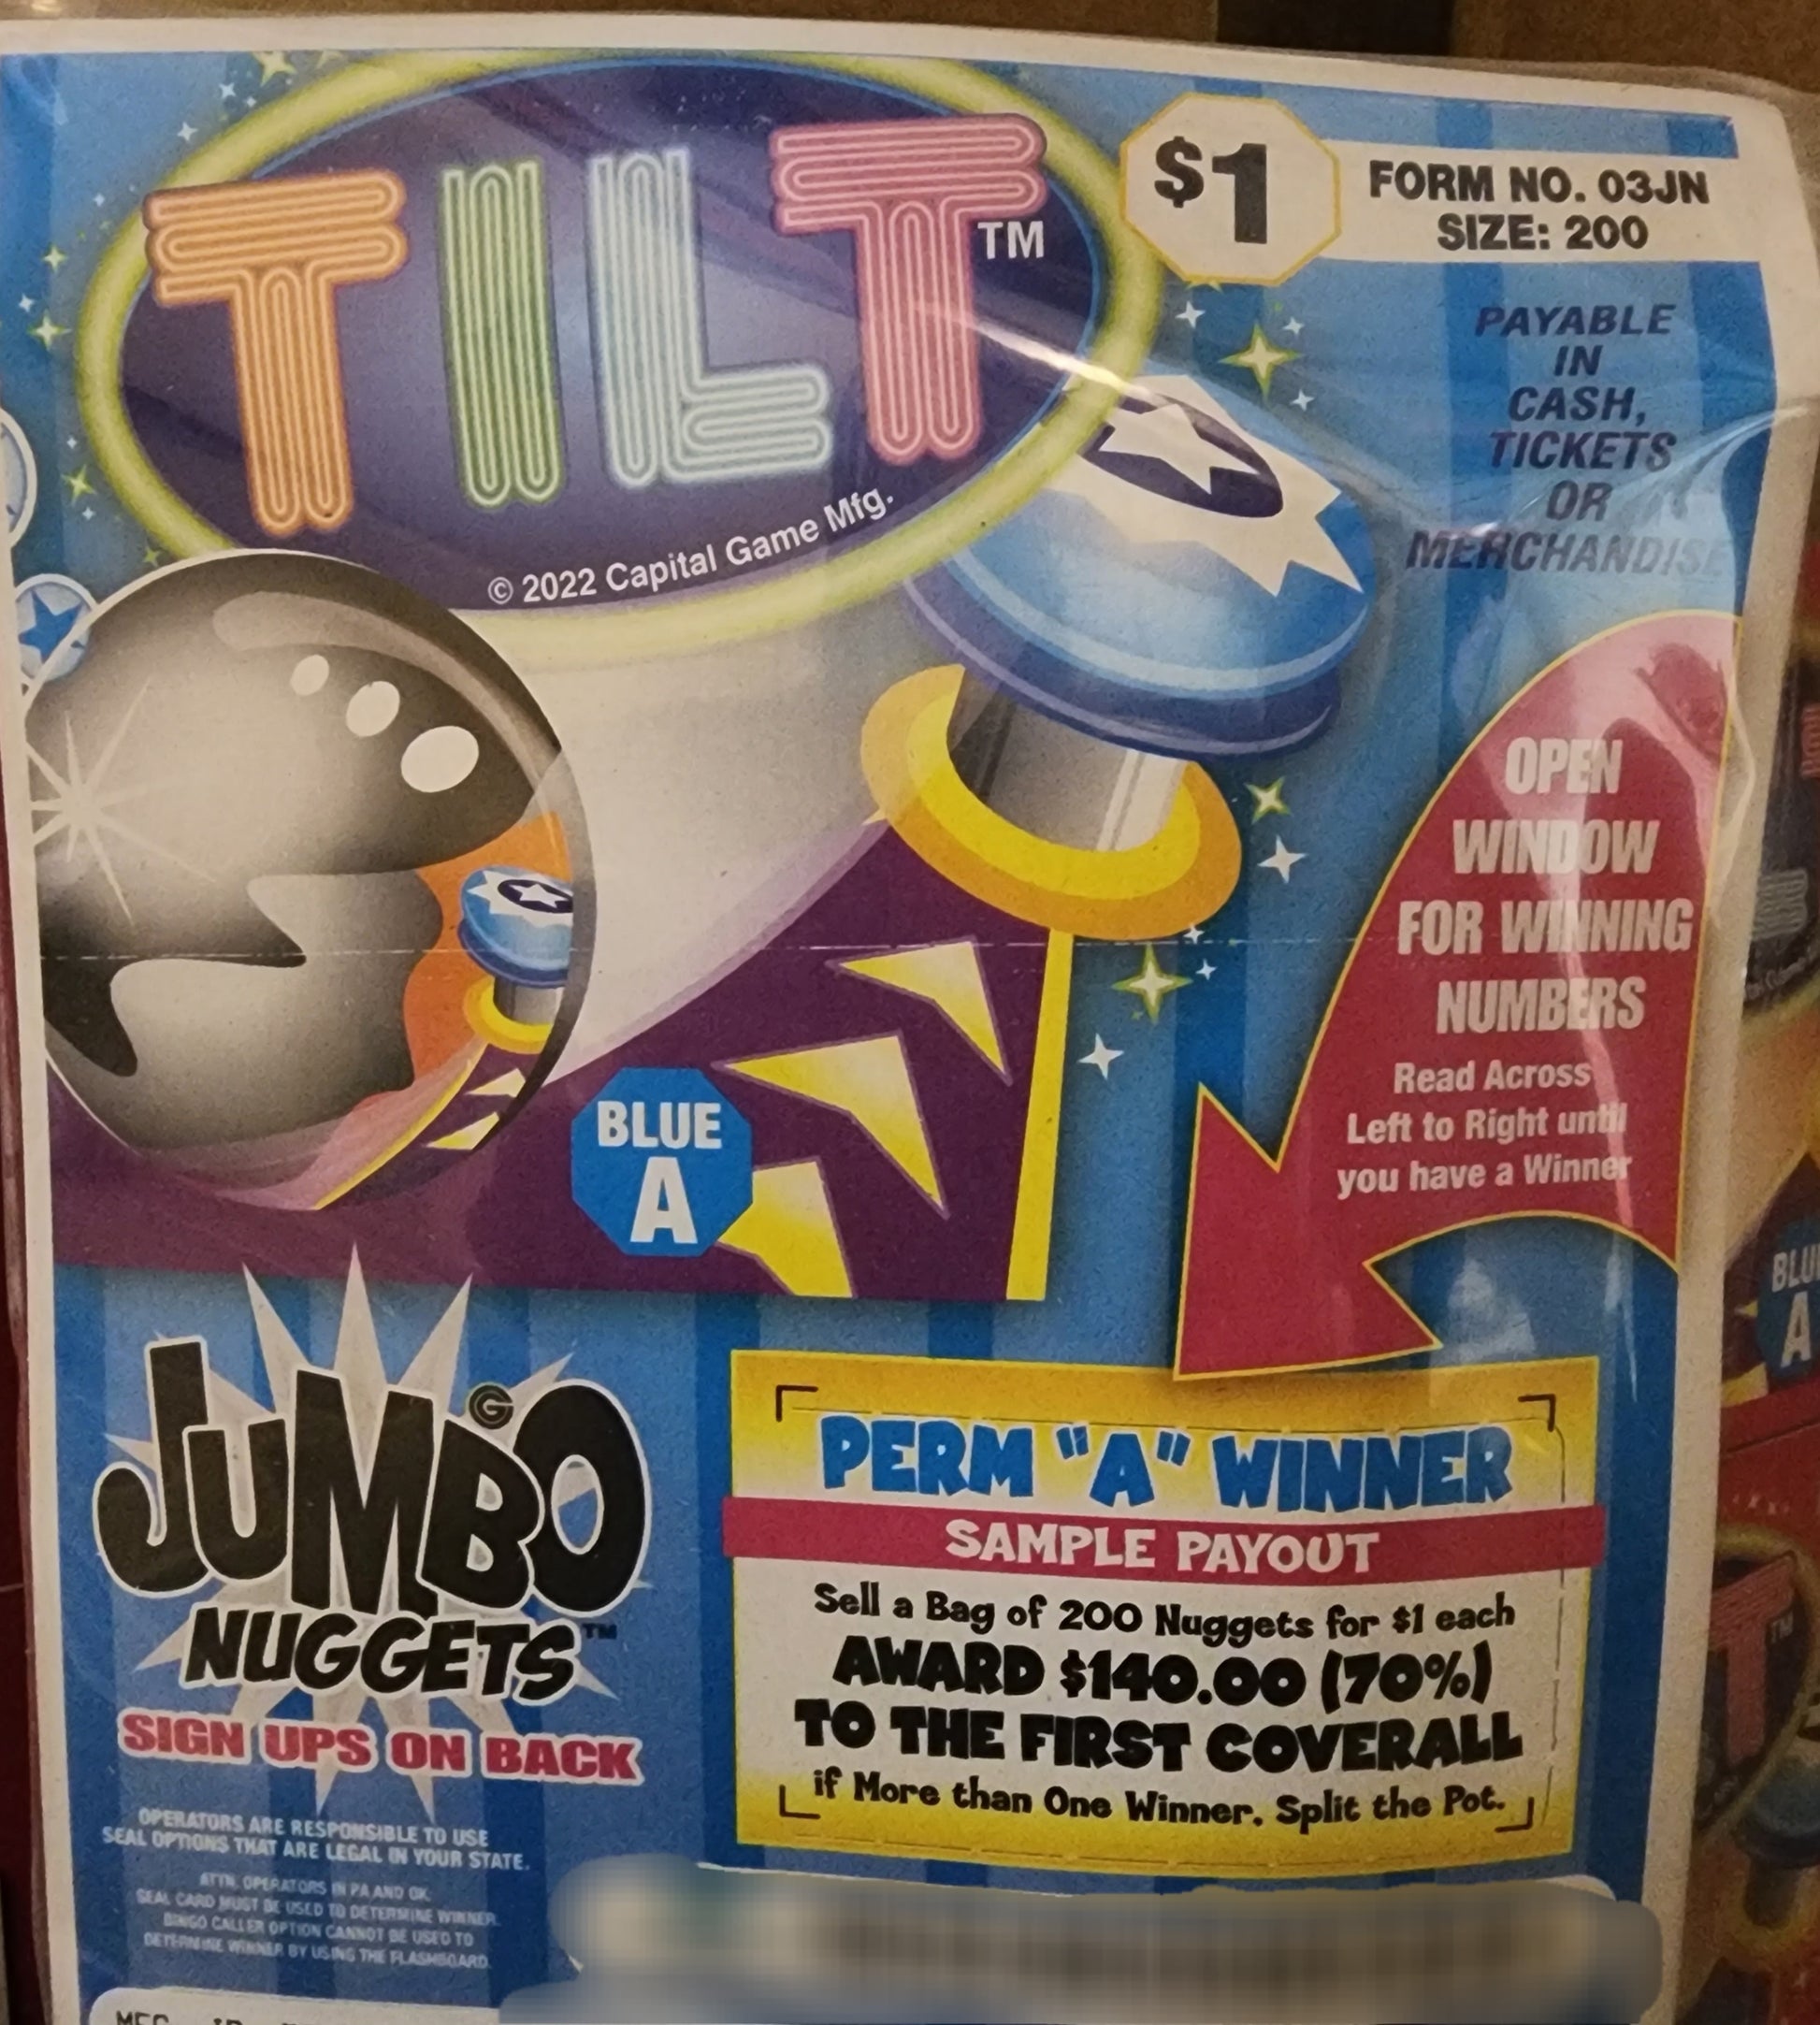 TILT™
© 2022 Capital Game Mfg.
$1
FORM NO. 03JN
SIZE: 200
PAYABLE
IN
CASH,
TICKETS
OR
MERCHANDISE
OPEN
WINDOW
FOR WINNING
NUMBERS
Read Across
Left to Right until
you have a Winner
BLUE
A
JUMBO
NUGGETS™
SIGN UPS ON BACK
OPERATORS ARE RESPONSIBLE TO USE
SEAL OPTIONS THAT ARE LEGAL IN YOUR STATE.
ATTN. OPERATORS IN PA AND OK,
SEAL CARD MUST BE USED TO DETERMINE WINNER.
BINGO CALLER OPTION CANNOT BE USED TO
DETERMINE WINNER BY USING THE FLASHBOARD.
PERM "A" WINNER
SAMPLE PAYOUT
Sell a Bag of 200 Nuggets for $1 each
AWARD $140.00 (70%)
TO THE FIRST COVERALL
if More than One Winner, Split the Pot.
BLU
A
T™